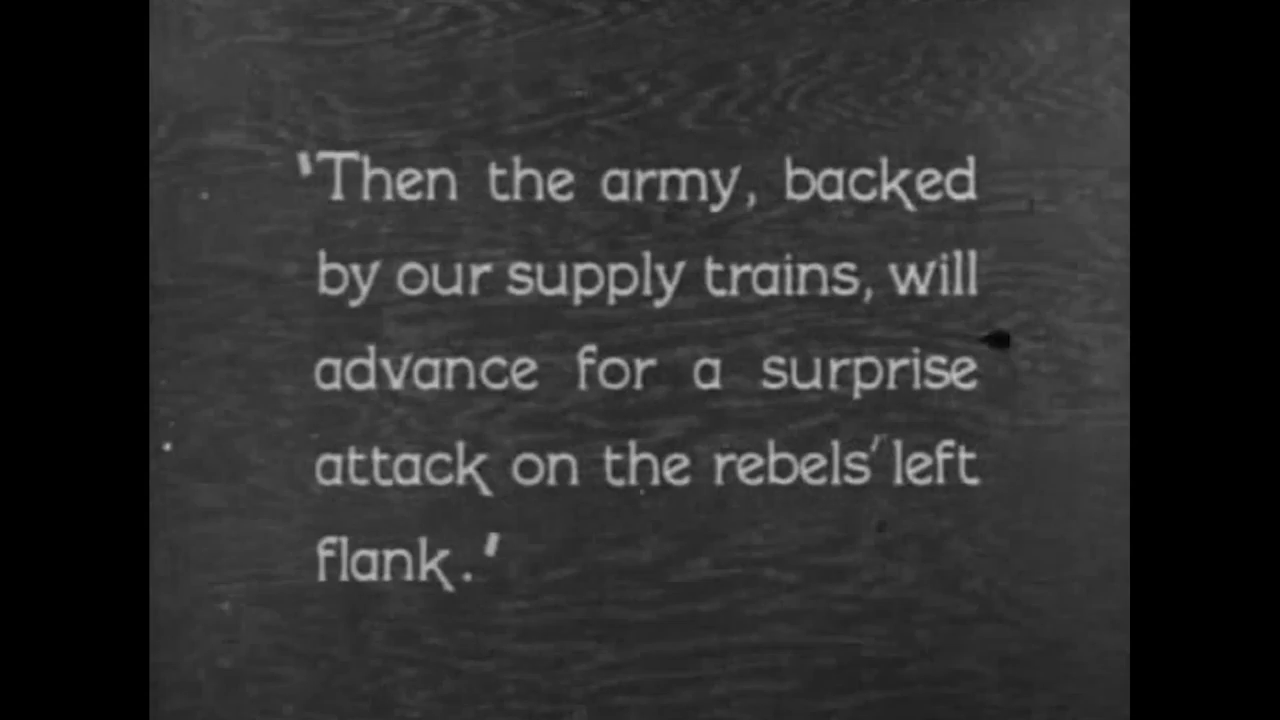 "Then the army, backed
by our supply trains, will
advance for a surprise
attack on the rebels' left
flank."